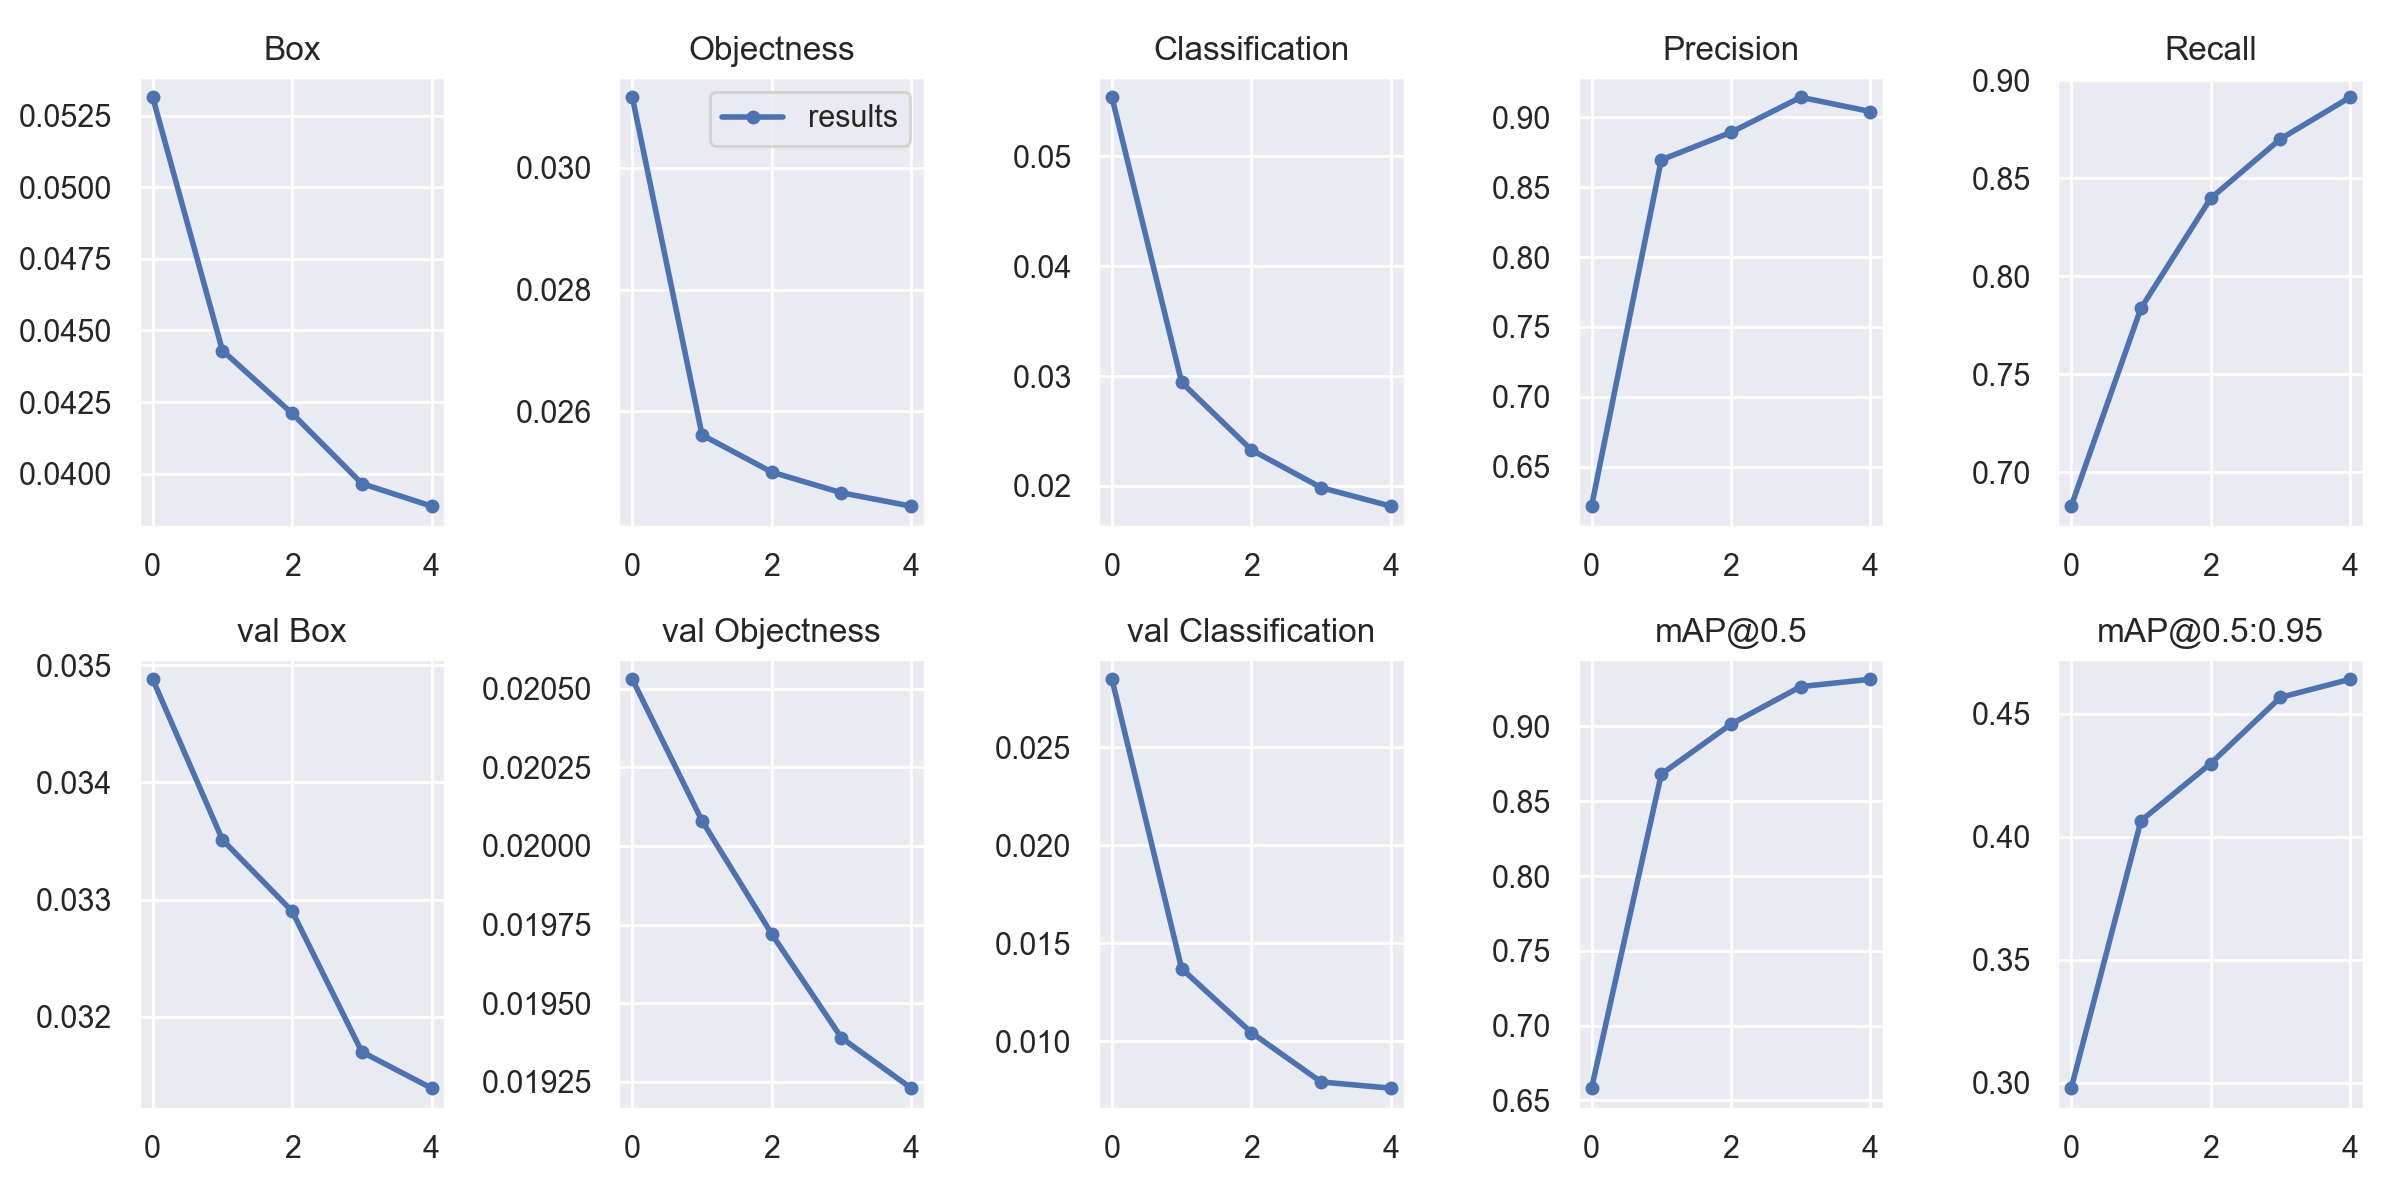 Box
0.0525
0.0500
0.0475
0.0450
0.0425
0.0400
0 2 4
Objectness
results
0.030
0.028
0.026
0 2 4
Classification
0.05
0.04
0.03
0.02
0 2 4
Precision
0.90
0.85
0.80
0.75
0.70
0.65
0 2 4
Recall
0.90
0.85
0.80
0.75
0.70
0 2 4
val Box
0.035
0.034
0.033
0.032
0 2 4
val Objectness
0.02050
0.02025
0.02000
0.01975
0.01950
0.01925
0 2 4
val Classification
0.025
0.020
0.015
0.010
0 2 4
mAP@0.5
0.90
0.85
0.80
0.75
0.70
0.65
0 2 4
mAP@0.5:0.95
0.45
0.40
0.35
0.30
0 2 4